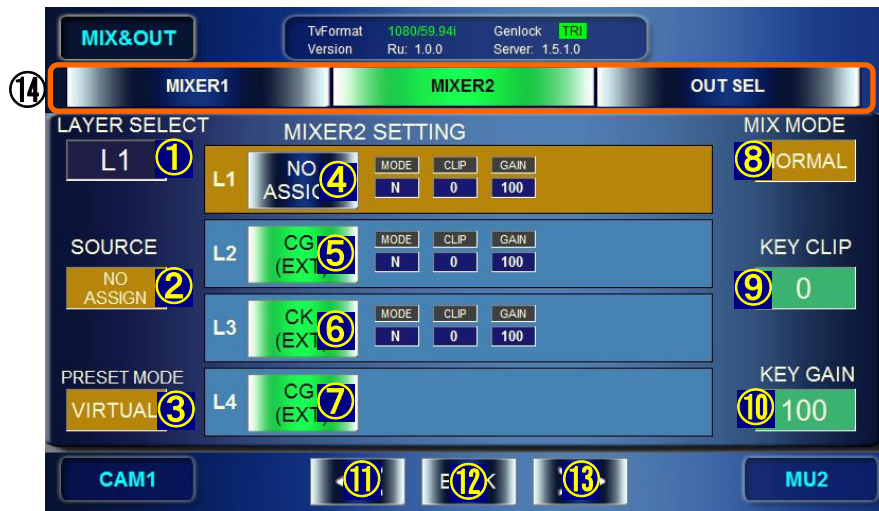 MIX&OUT
TvFormat 1080/59.94i Genlock TRI
Version Ru: 1.0.0 Server: 1.5.1.0
⑭ MIXER1 MIXER2 OUT SEL
LAYER SELECT MIXER2 SETTING MIX MODE
L1 ①
L1 NO ④ MODE CLIP GAIN
N 0 100
⑧
SOURCE
NO ASSIGN ②
L2 CG (EXT ⑤ MODE CLIP GAIN
N 0 100
KEY CLIP
⑨ 0
L3 CK (EXT ⑥ MODE CLIP GAIN
N 0 100
PRESET MODE
VIRTUAL ③
L4 CG (EXT ⑦
KEY GAIN
⑩ 100
CAM1 ⑪ ⑫ ⑬ MU2